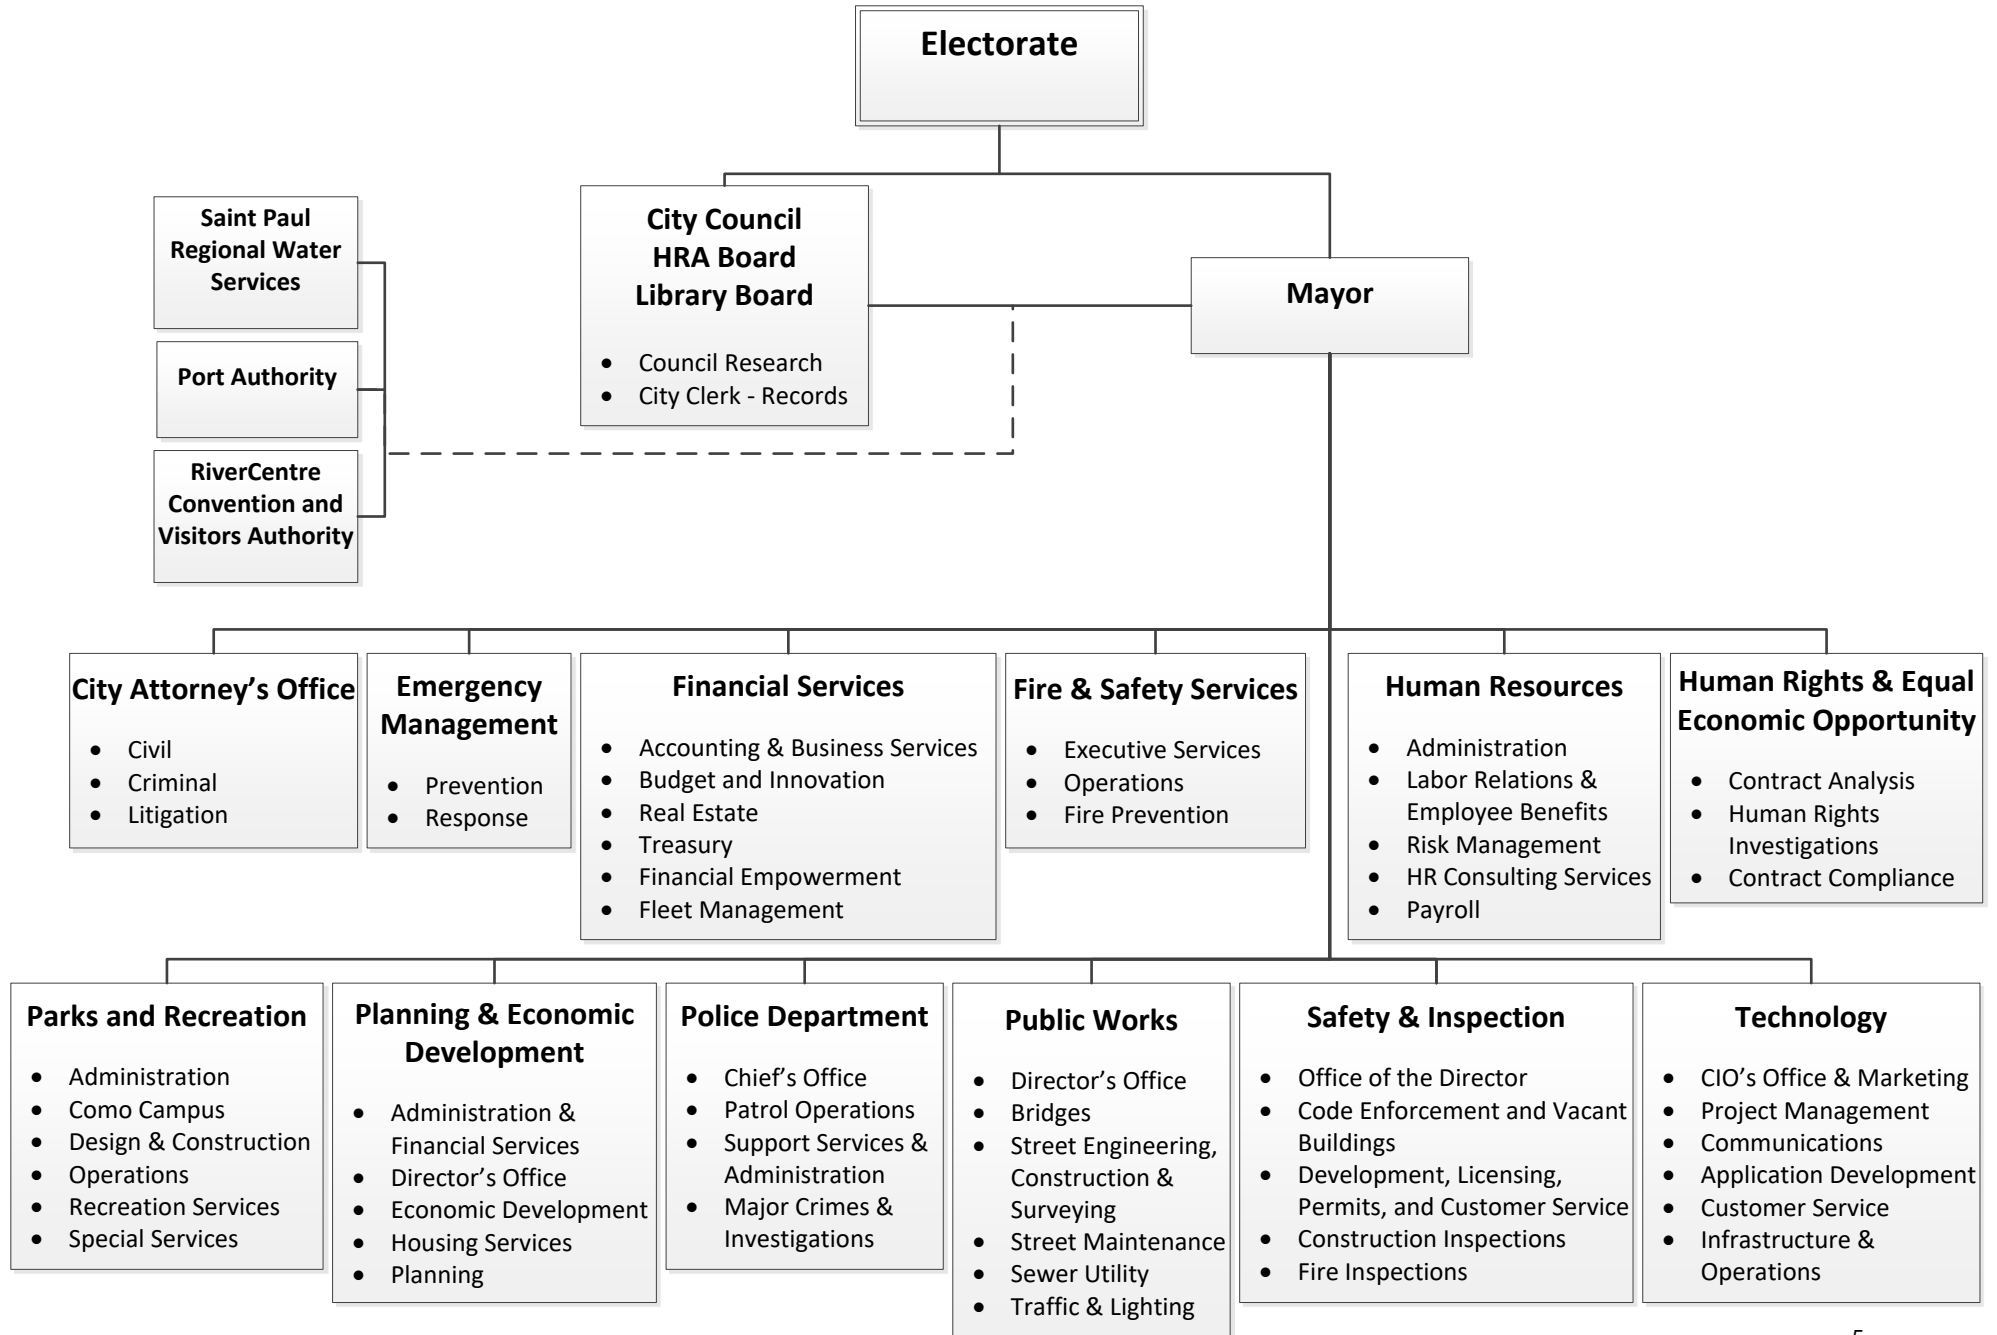 Electorate
City Council
HRA Board
Library Board
• Council Research
• City Clerk - Records
Mayor
Saint Paul
Regional Water
Services
Port Authority
RiverCentre
Convention and
Visitors Authority
City Attorney’s Office
• Civil
• Criminal
• Litigation
Emergency
Management
• Prevention
• Response
Financial Services
• Accounting & Business Services
• Budget and Innovation
• Real Estate
• Treasury
• Financial Empowerment
• Fleet Management
Fire & Safety Services
• Executive Services
• Operations
• Fire Prevention
Human Resources
• Administration
• Labor Relations &
Employee Benefits
• Risk Management
• HR Consulting Services
• Payroll
Human Rights & Equal
Economic Opportunity
• Contract Analysis
• Human Rights
Investigations
• Contract Compliance
Parks and Recreation
• Administration
• Como Campus
• Design & Construction
• Operations
• Recreation Services
• Special Services
Planning & Economic
Development
• Administration &
Financial Services
• Director’s Office
• Economic Development
• Housing Services
• Planning
Police Department
• Chief’s Office
• Patrol Operations
• Support Services &
Administration
• Major Crimes &
Investigations
Public Works
• Director’s Office
• Bridges
• Street Engineering,
Construction &
Surveying
• Street Maintenance
• Sewer Utility
• Traffic & Lighting
Safety & Inspection
• Office of the Director
• Code Enforcement and Vacant
Buildings
• Development, Licensing,
Permits, and Customer Service
• Construction Inspections
• Fire Inspections
Technology
• CIO’s Office & Marketing
• Project Management
• Communications
• Application Development
• Customer Service
• Infrastructure &
Operations